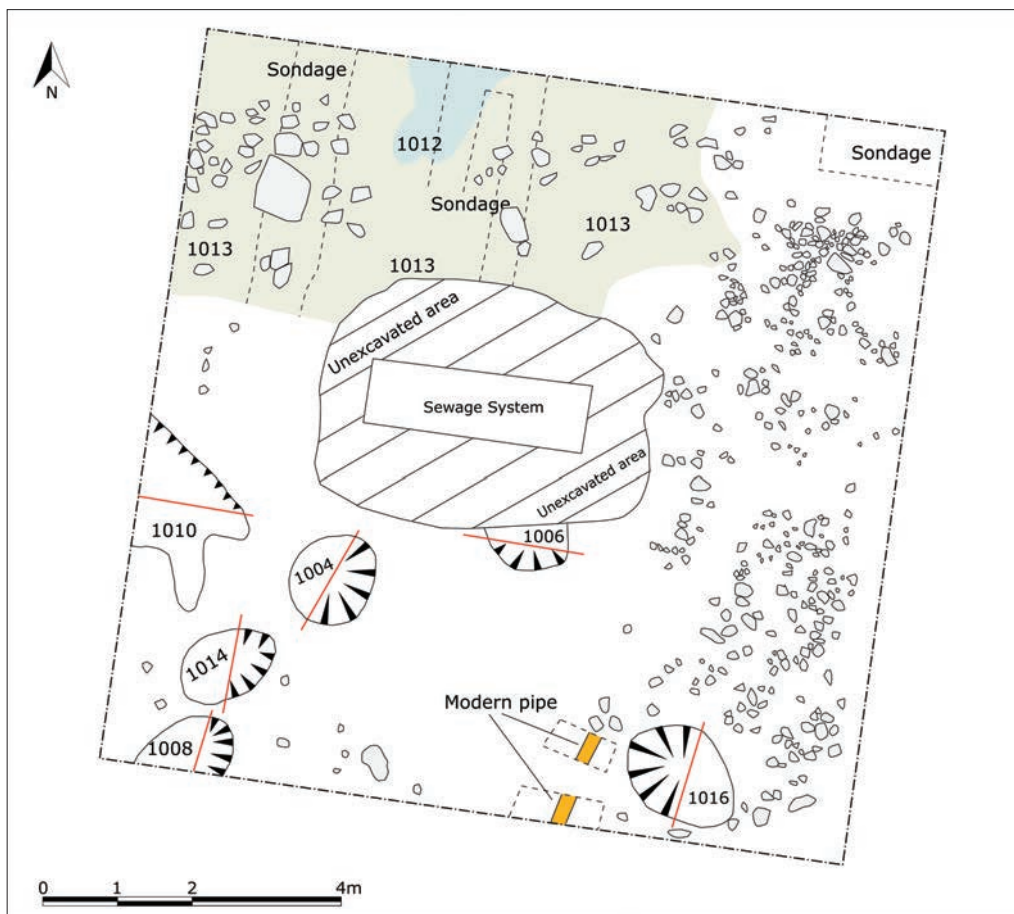 N
Sondage
1012
Sondage
Sondage
1013
1013
1013
Unexcavated area
Sewage System
Unexcavated area
1010
1006
1004
1014
Modern pipe
1008
1016
0 1 2 4m